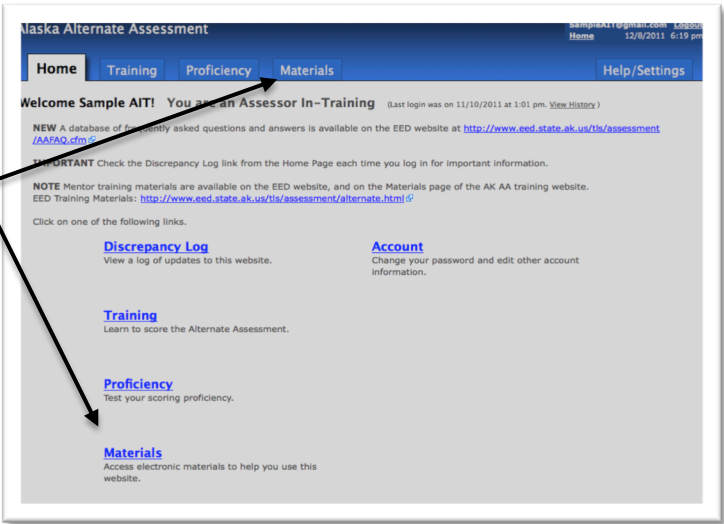 Alaska Alternate Assessment
SampleAIT@gmail.com Logout
Home 12/8/2011 6:19 pm
Home Training Proficiency Materials Help/Settings
Welcome Sample AIT! You are an Assessor In-Training (Last login was on 11/10/2011 at 1:01 pm. View History )
NEW A database of frequently asked questions and answers is available on the EED website at http://www.eed.state.ak.us/tls/assessment
/AAFAQ.cfm
IMPORTANT Check the Discrepancy Log link from the Home Page each time you log in for important information.
NOTE Mentor training materials are available on the EED website, and on the Materials page of the AK AA training website.
EED Training Materials: http://www.eed.state.ak.us/tls/assessment/alternate.html
Click on one of the following links.
Discrepancy Log
View a log of updates to this website.
Account
Change your password and edit other account
information.
Training
Learn to score the Alternate Assessment.
Proficiency
Test your scoring proficiency.
Materials
Access electronic materials to help you use this
website.